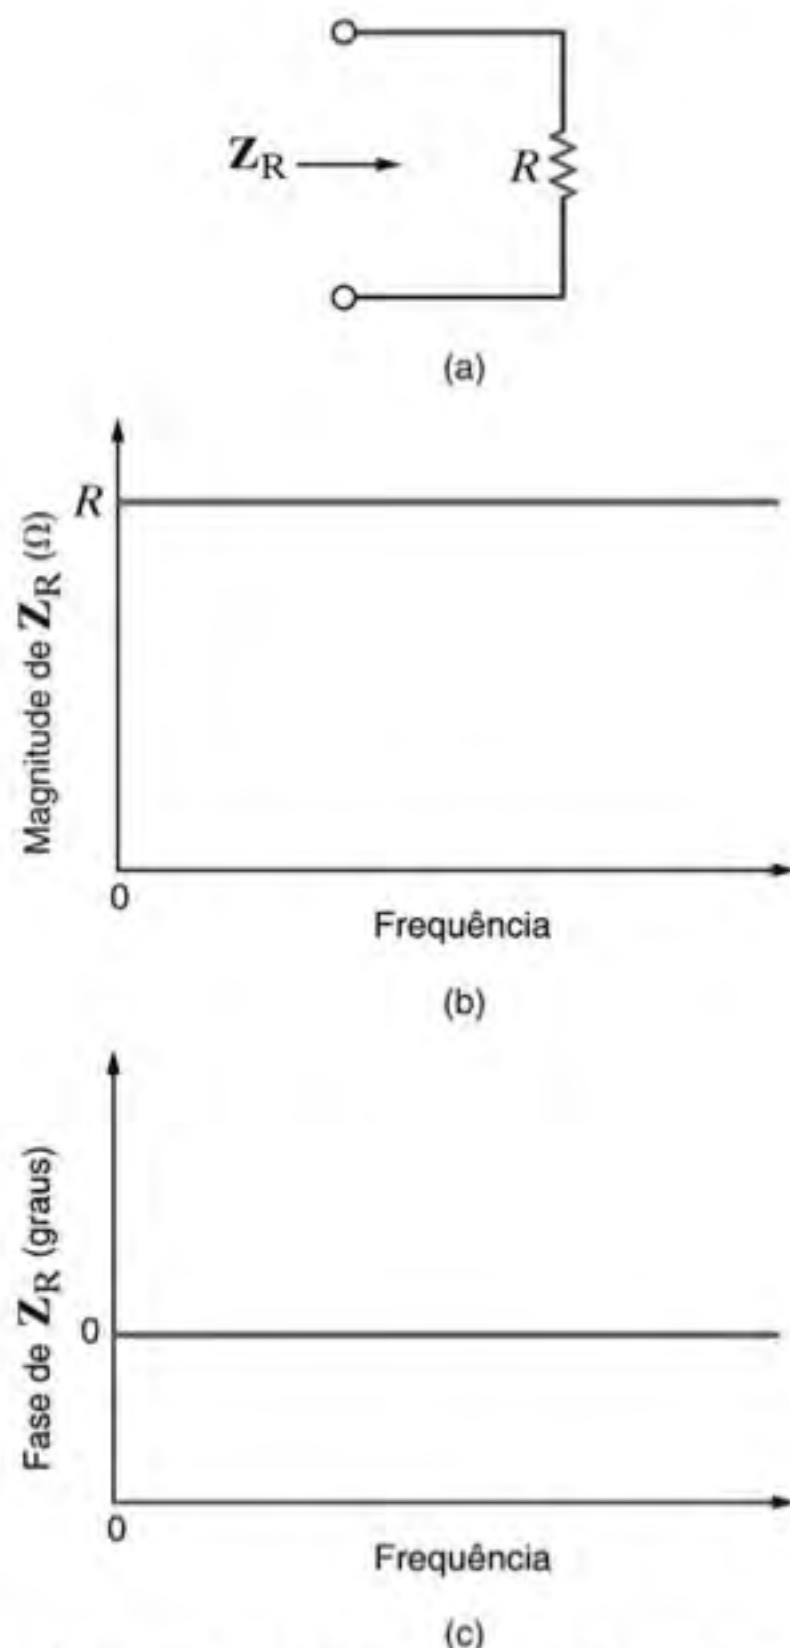 Z_R
R
(a)
R
Magnitude de Z_R (Ω)
0
Frequência
(b)
Fase de Z_R (graus)
0
0
Frequência
(c)